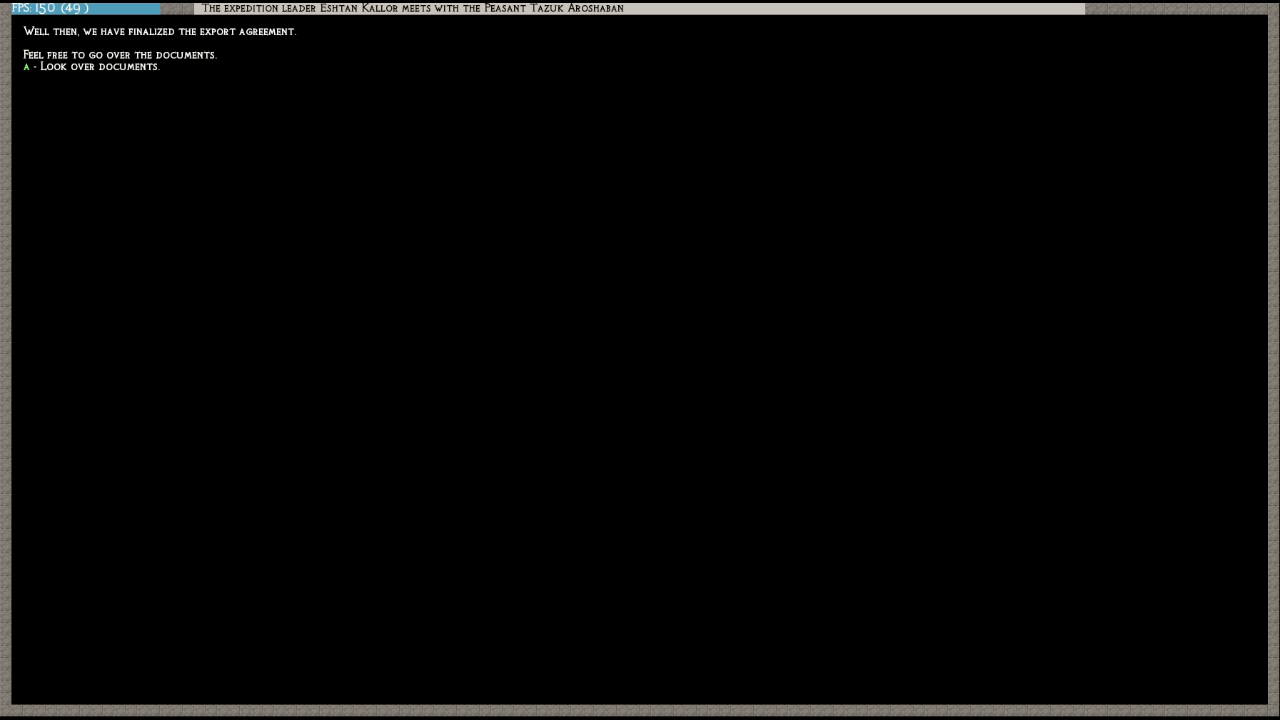 FPS: 150 (49 )
The expedition leader Eshtan Kallor meets with the Peasant Tazuk Aroshaban
Well then, we have finalized the export agreement.
Feel free to go over the documents.
a - Look over documents.